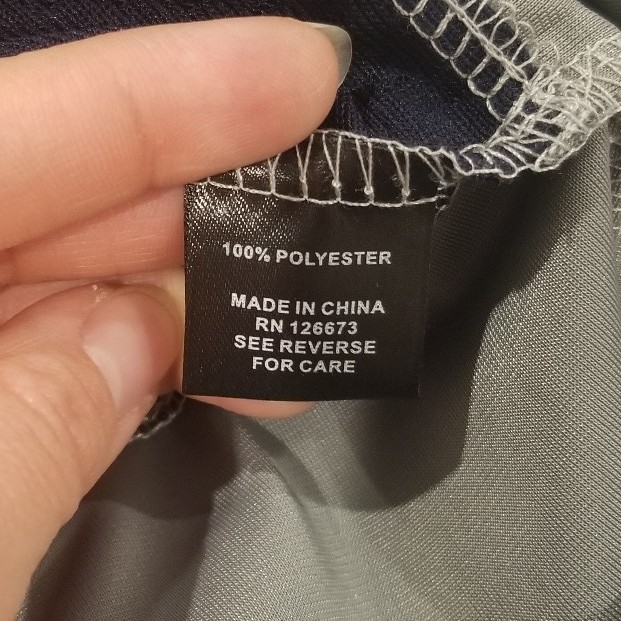 100% POLYESTER
MADE IN CHINA
RN 126673
SEE REVERSE
FOR CARE